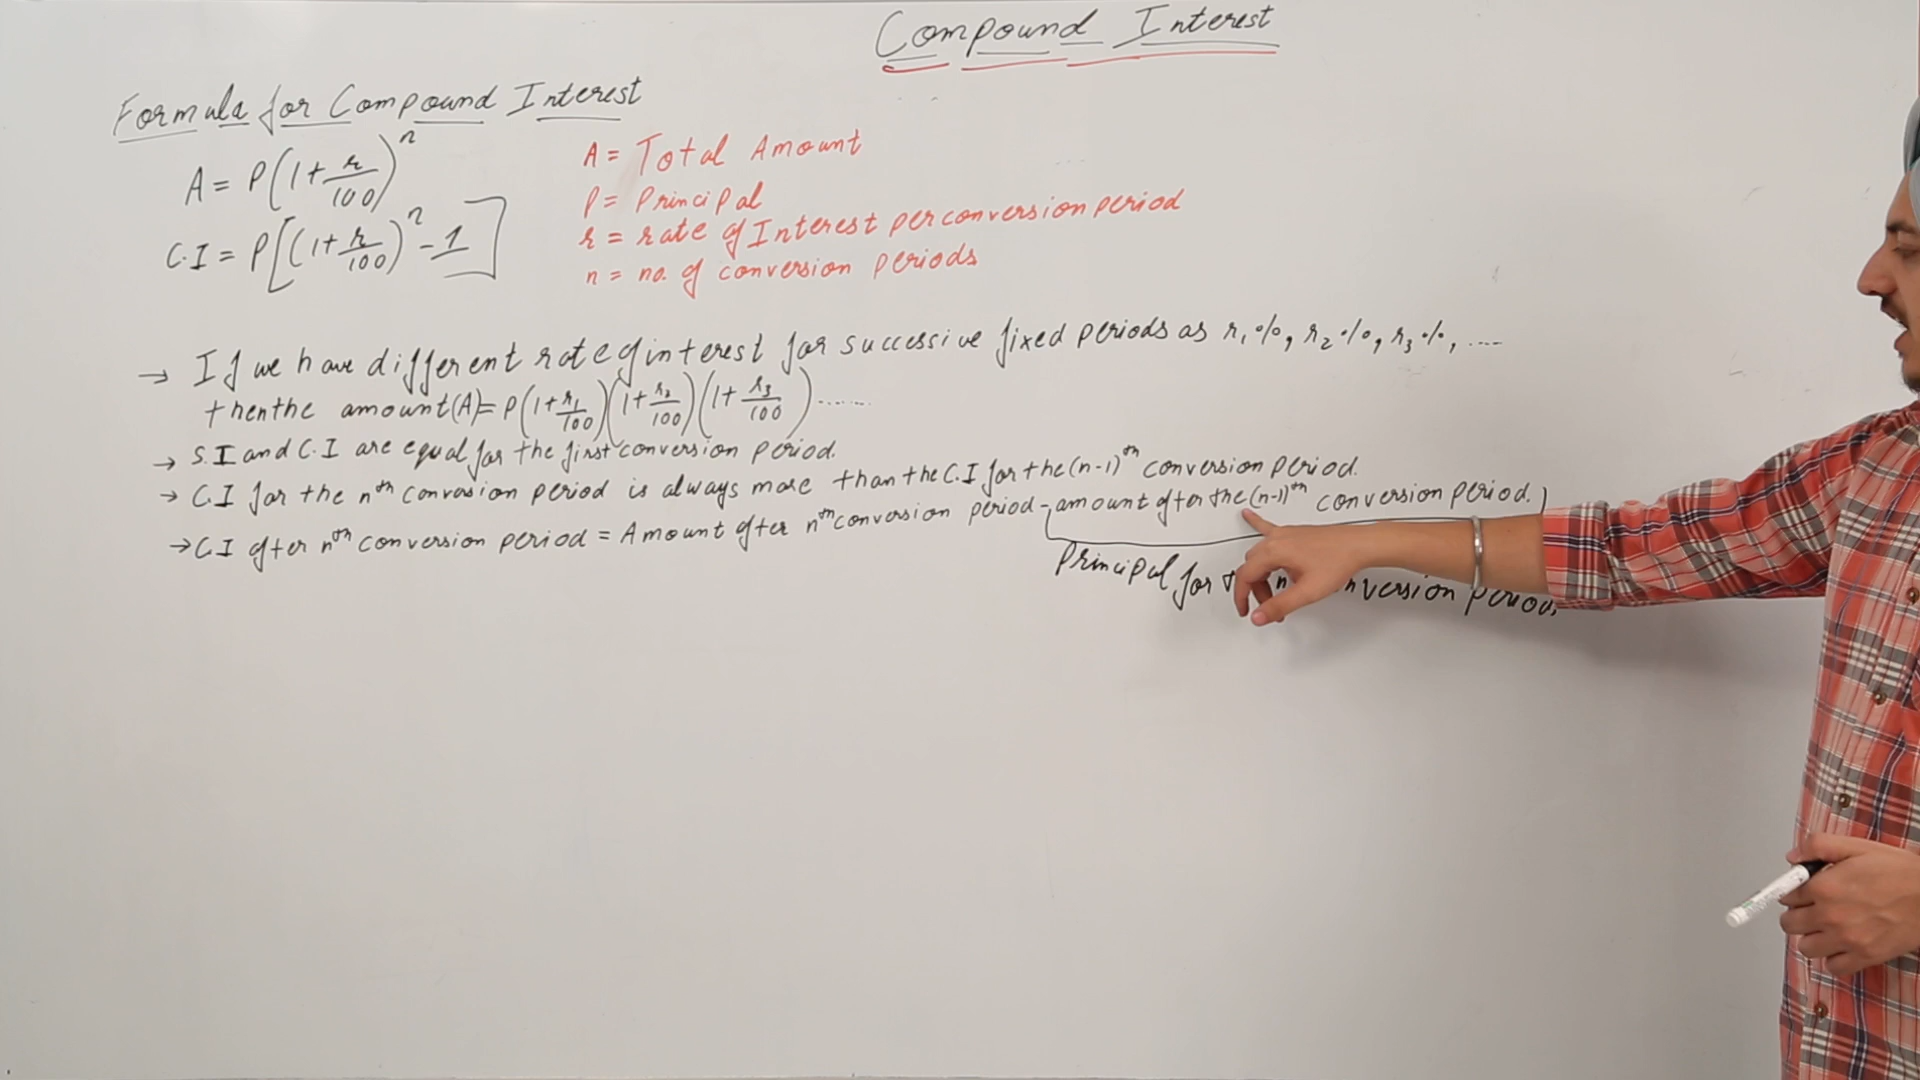 Compound Interest
Formula for Compound Interest
A = P(1+r/100)^n
C.I = P[(1+r/100)^n - 1]
A = Total Amount
P = Principal
r = rate of Interest per conversion period
n = no. of conversion periods
→ If we have different rate of interest for successive fixed periods as r₁%, r₂%, r₃%, ....
then the amount(A) = P(1+r₁/100)(1+r₂/100)(1+r₃/100).......
→ S.I and C.I are equal for the first conversion period.
→ C.I for the nth conversion period is always more than the C.I for the (n-1)th conversion period.
→ C.I after nth conversion period = Amount after nth conversion period - amount after the (n-1)th conversion period.
Principal for n conversion period